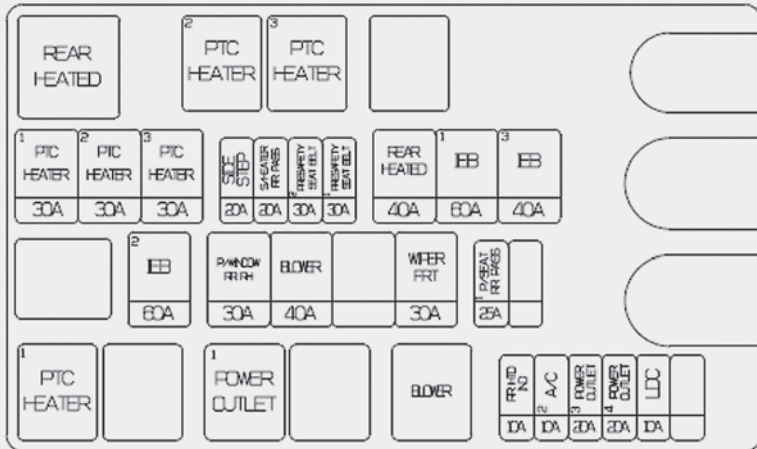 REAR
HEATED
2
PTC
HEATER
3
PTC
HEATER
1
PTC
HEATER
30A
2
PTC
HEATER
30A
3
PTC
HEATER
30A
SIDE
STEP
20A
S/HEATER
RR PASS
20A
2
PRESAFETY
SEAT BELT
30A
1
PRESAFETY
SEAT BELT
30A
REAR
HEATED
40A
1
IEB
60A
3
IEB
40A
2
IEB
60A
P/WINDOW
RR RH
30A
BLOWER
40A
WIPER
FRT
30A
1
P/SEAT
RR PASS
25A
1
PTC
HEATER
1
POWER
OUTLET
BLOWER
RR HTD
IND
10A
2
A/C
10A
3
POWER
OUTLET
20A
4
POWER
OUTLET
20A
LDC
10A